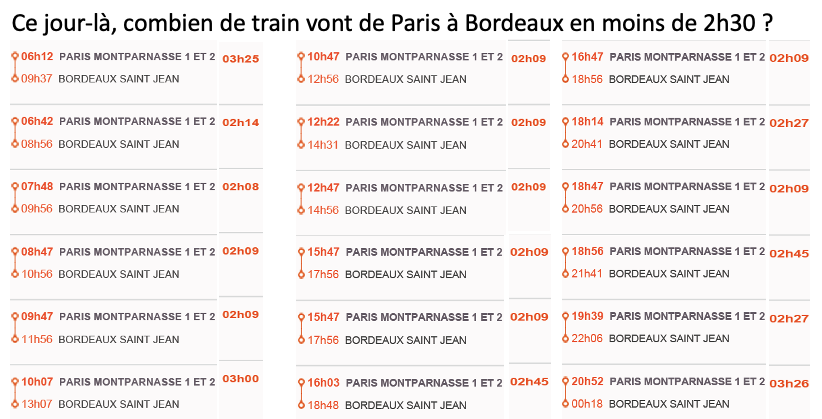 Ce jour-là, combien de train vont de Paris à Bordeaux en moins de 2h30 ?
06h12 PARIS MONTPARNASSE 1 ET 2 03h25
09h37 BORDEAUX SAINT JEAN
06h42 PARIS MONTPARNASSE 1 ET 2 02h14
08h56 BORDEAUX SAINT JEAN
07h48 PARIS MONTPARNASSE 1 ET 2 02h08
09h56 BORDEAUX SAINT JEAN
08h47 PARIS MONTPARNASSE 1 ET 2 02h09
10h56 BORDEAUX SAINT JEAN
09h47 PARIS MONTPARNASSE 1 ET 2 02h09
11h56 BORDEAUX SAINT JEAN
10h07 PARIS MONTPARNASSE 1 ET 2 03h00
13h07 BORDEAUX SAINT JEAN
10h47 PARIS MONTPARNASSE 1 ET 2 02h09
12h56 BORDEAUX SAINT JEAN
12h22 PARIS MONTPARNASSE 1 ET 2 02h09
14h31 BORDEAUX SAINT JEAN
12h47 PARIS MONTPARNASSE 1 ET 2 02h09
14h56 BORDEAUX SAINT JEAN
15h47 PARIS MONTPARNASSE 1 ET 2 02h09
17h56 BORDEAUX SAINT JEAN
15h47 PARIS MONTPARNASSE 1 ET 2 02h09
17h56 BORDEAUX SAINT JEAN
16h03 PARIS MONTPARNASSE 1 ET 2 02h45
18h48 BORDEAUX SAINT JEAN
16h47 PARIS MONTPARNASSE 1 ET 2 02h09
18h56 BORDEAUX SAINT JEAN
18h14 PARIS MONTPARNASSE 1 ET 2 02h27
20h41 BORDEAUX SAINT JEAN
18h47 PARIS MONTPARNASSE 1 ET 2 02h09
20h56 BORDEAUX SAINT JEAN
18h56 PARIS MONTPARNASSE 1 ET 2 02h45
21h41 BORDEAUX SAINT JEAN
19h39 PARIS MONTPARNASSE 1 ET 2 02h27
22h06 BORDEAUX SAINT JEAN
20h52 PARIS MONTPARNASSE 1 ET 2 03h26
00h18 BORDEAUX SAINT JEAN